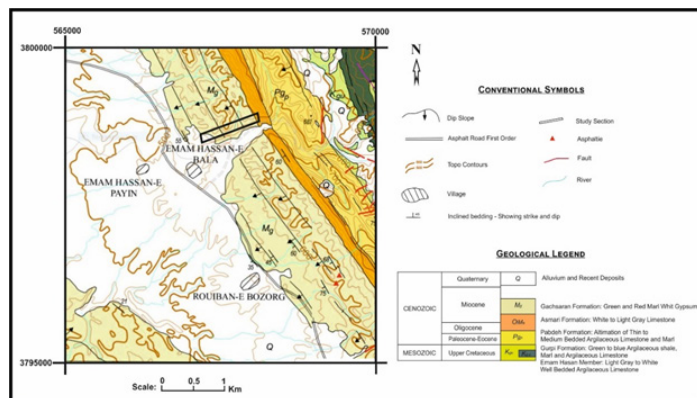 565000
570000
3800000
3795000
Mg
Pgp
Q
EMAM HASSAN-E
BALA
EMAM HASSAN-E
PAYIN
Mg
Q
ROUIBAN-E BOZORG
Q
Scale: 0 0.5 1
Km
N
CONVENTIONAL SYMBOLS
Dip Slope
Asphalt Road First Order
Topo Contours
Village
Inclined bedding - Showing strike and dip
Study Section
Asphaltie
Fault
River
GEOLOGICAL LEGEND
CENOZOIC
Quaternary
Q
Alluvium and Recent Deposits
Miocene
Gachsaran Formation: Green and Red Marl Whit Gypsum
Oligocene
Asmari Formation: White to Light Gray Limestone
Paleocene-Eocene
Pabdeh Formation: Altimation of Thin to
Medium Bedded Argilaceous Limestone and Marl
MESOZOIC
Upper Cretaceous
Gurpi Formation: Green to blue Argilaceous shale,
Marl and Argilaceous Limestone
Emam Hasan Member: Light Gray to White
Well Bedded Argilaceous Limestone